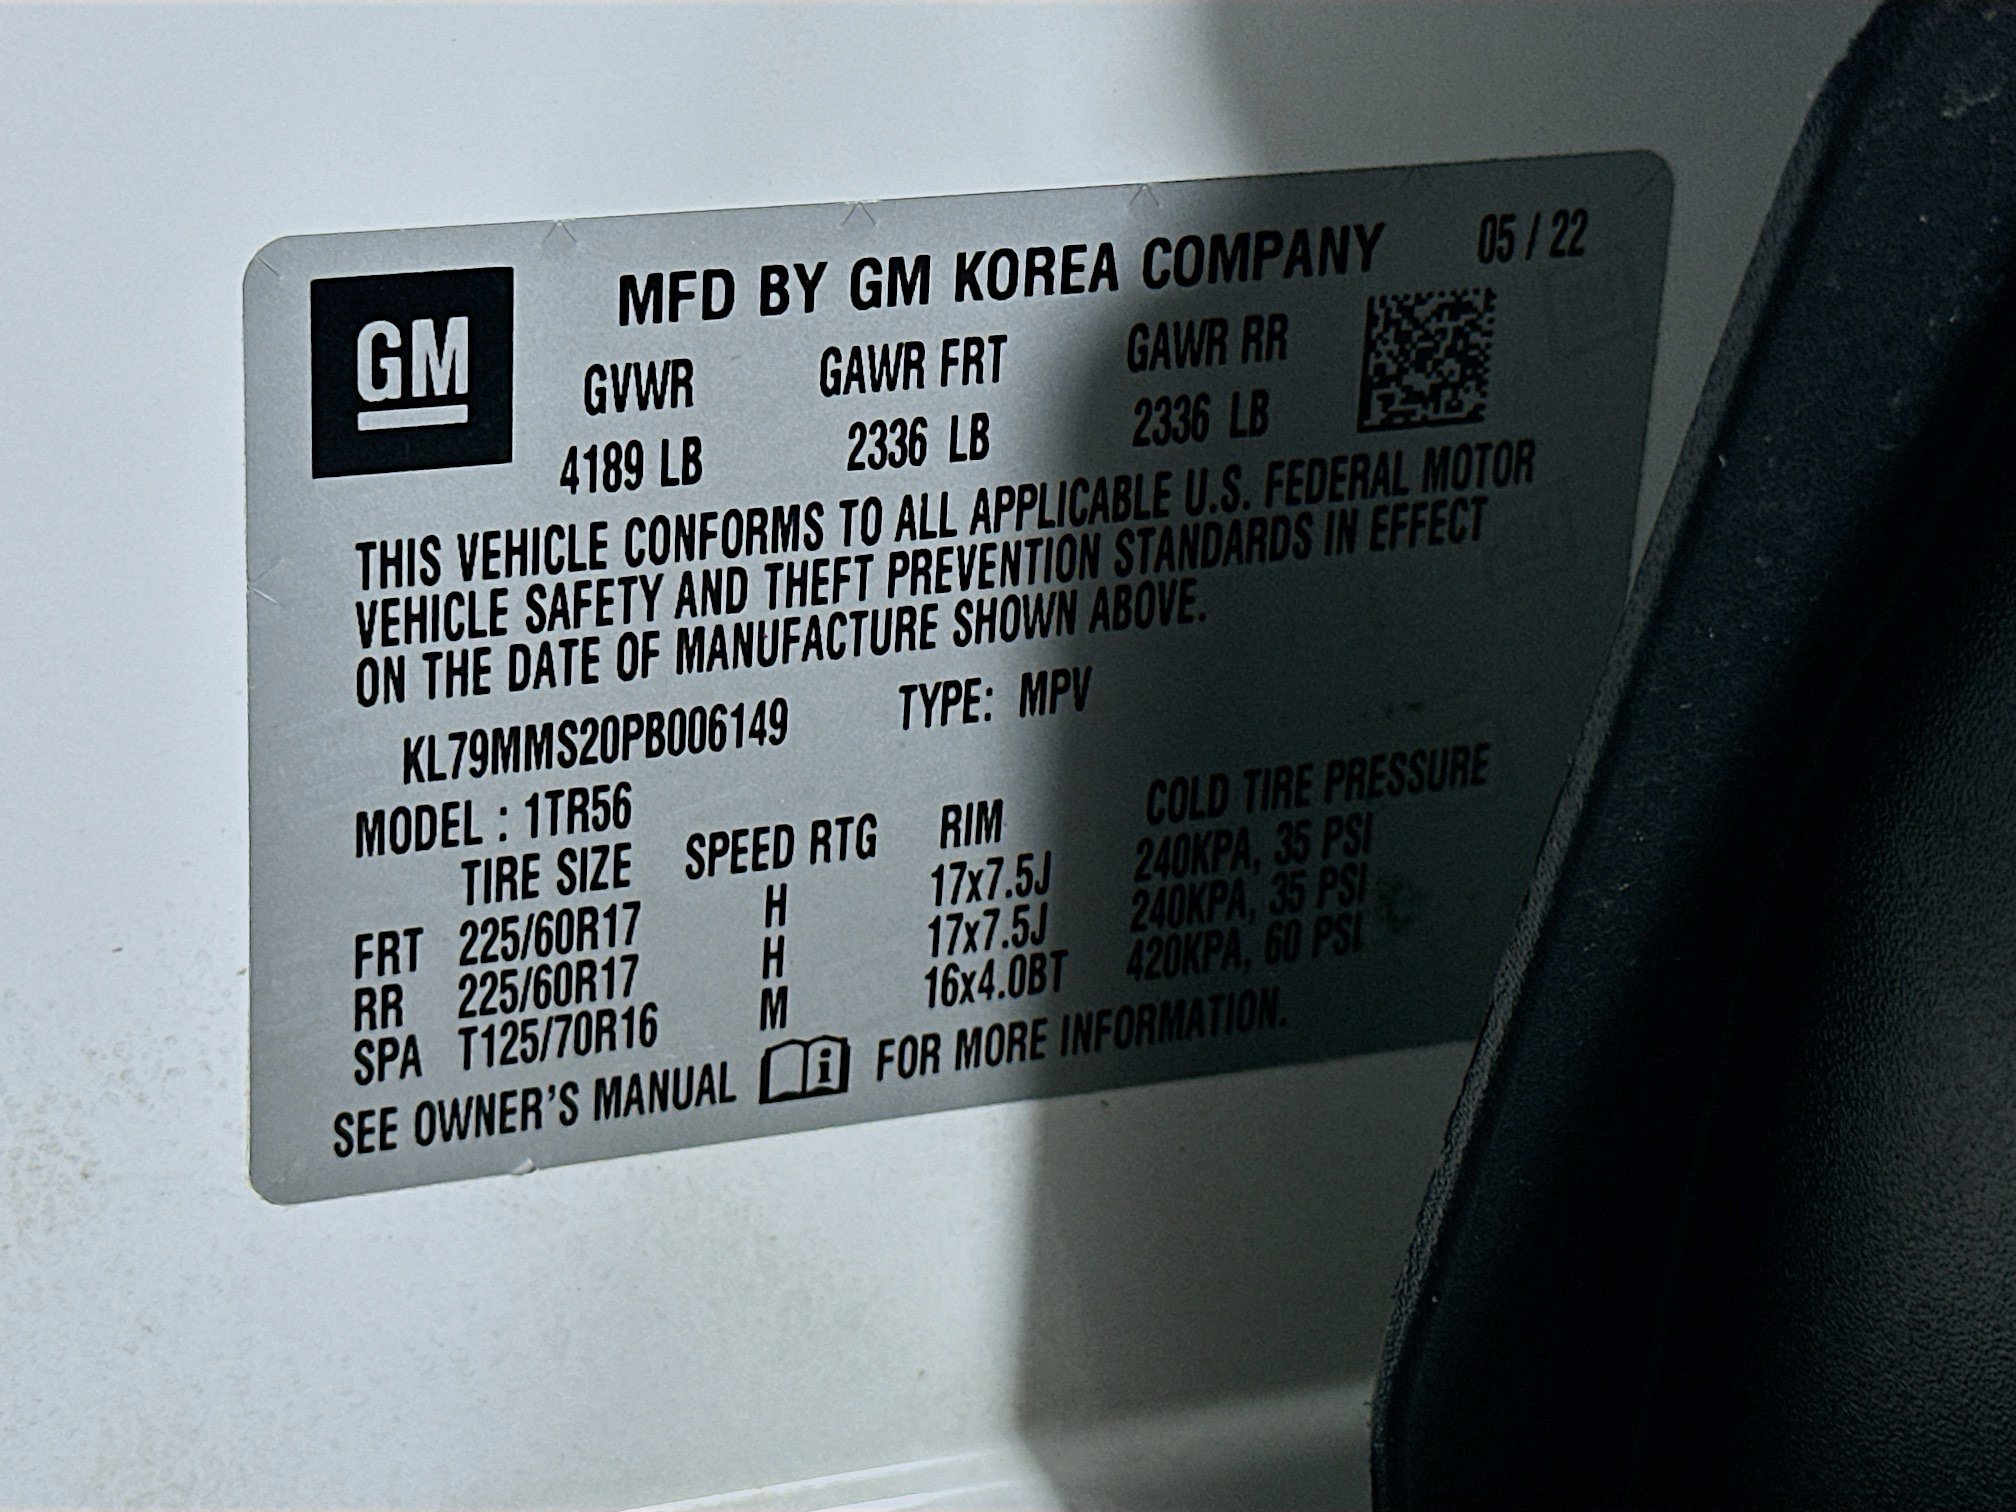 MFD BY GM KOREA COMPANY 05 / 22
GM
GVWR GAWR FRT GAWR RR
4189 LB 2336 LB 2336 LB
THIS VEHICLE CONFORMS TO ALL APPLICABLE U.S. FEDERAL MOTOR
VEHICLE SAFETY AND THEFT PREVENTION STANDARDS IN EFFECT
ON THE DATE OF MANUFACTURE SHOWN ABOVE.
KL79MMS20PB006149 TYPE: MPV
MODEL : 1TR56
TIRE SIZE SPEED RTG RIM COLD TIRE PRESSURE
FRT 225/60R17 H 17x7.5J 240KPA, 35 PSI
RR 225/60R17 H 17x7.5J 240KPA, 35 PSI
SPA T125/70R16 M 16x4.0BT 420KPA, 60 PSI
SEE OWNER'S MANUAL i FOR MORE INFORMATION.